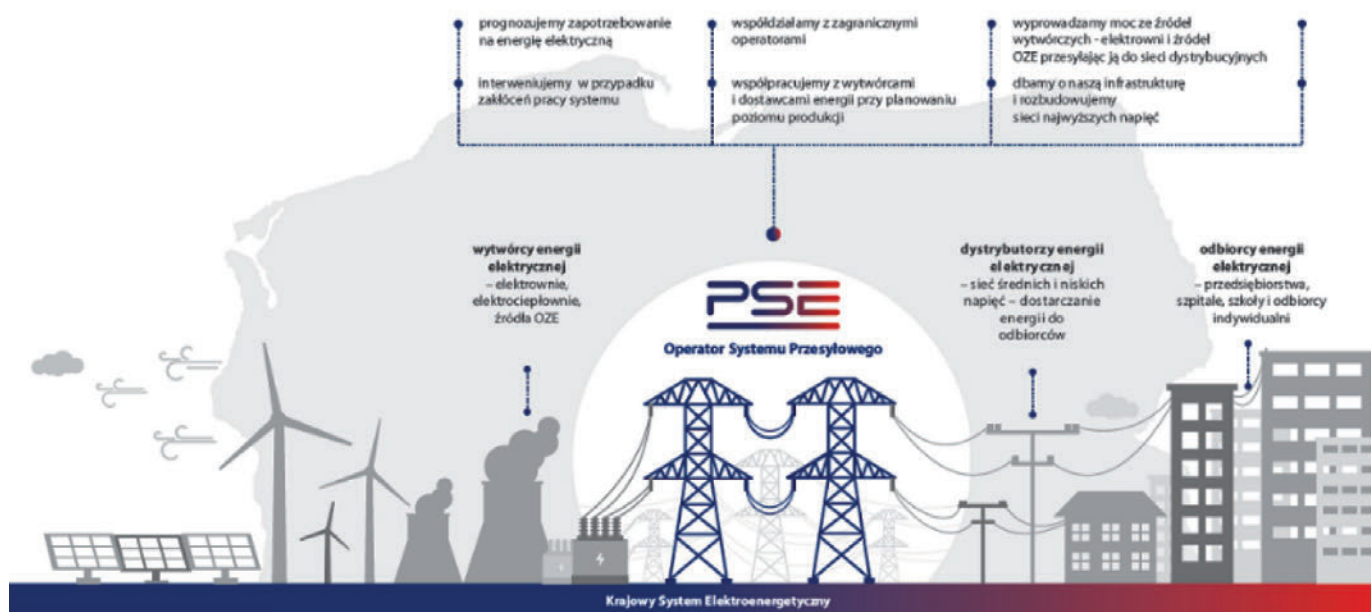 prognozujemy zapotrzebowanie
na energię elektryczną
interweniujemy w przypadku
zakłóceń pracy systemu
współdziałamy z zagranicznymi
operatorami
współpracujemy z wytwórcami
i dostawcami energii przy planowaniu
poziomu produkcji
wyprowadzamy moc ze źródeł
wytwórczych - elektrowni i źródeł
OZE przesyłając ją do sieci dystrybucyjnych
dbamy o naszą infrastrukturę
i rozbudowujemy
sieci najwyższych napięć
wytwórcy energii
elektrycznej
– elektrownie,
elektrociepłownie,
źródła OZE
PSE
Operator Systemu Przesyłowego
dystrybutorzy energii
elektrycznej
– sieć średnich i niskich
napięć – dostarczanie
energii do
odbiorców
odbiorcy energii
elektrycznej
– przedsiębiorstwa,
szpitale, szkoły i odbiorcy
indywidualni
Krajowy System Elektroenergetyczny